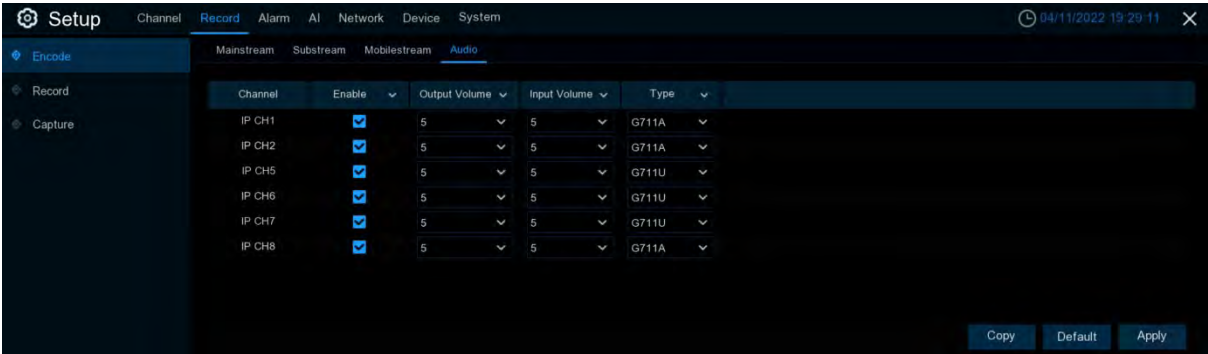 Setup Channel Record Alarm AI Network Device System 04/11/2022 19:29:11
Encode Mainstream Substream Mobilestream Audio
Record Channel Enable Output Volume Input Volume Type
Capture IP CH1 5 5 G711A
IP CH2 5 5 G711A
IP CH5 5 5 G711U
IP CH6 5 5 G711U
IP CH7 5 5 G711U
IP CH8 5 5 G711A
Copy Default Apply